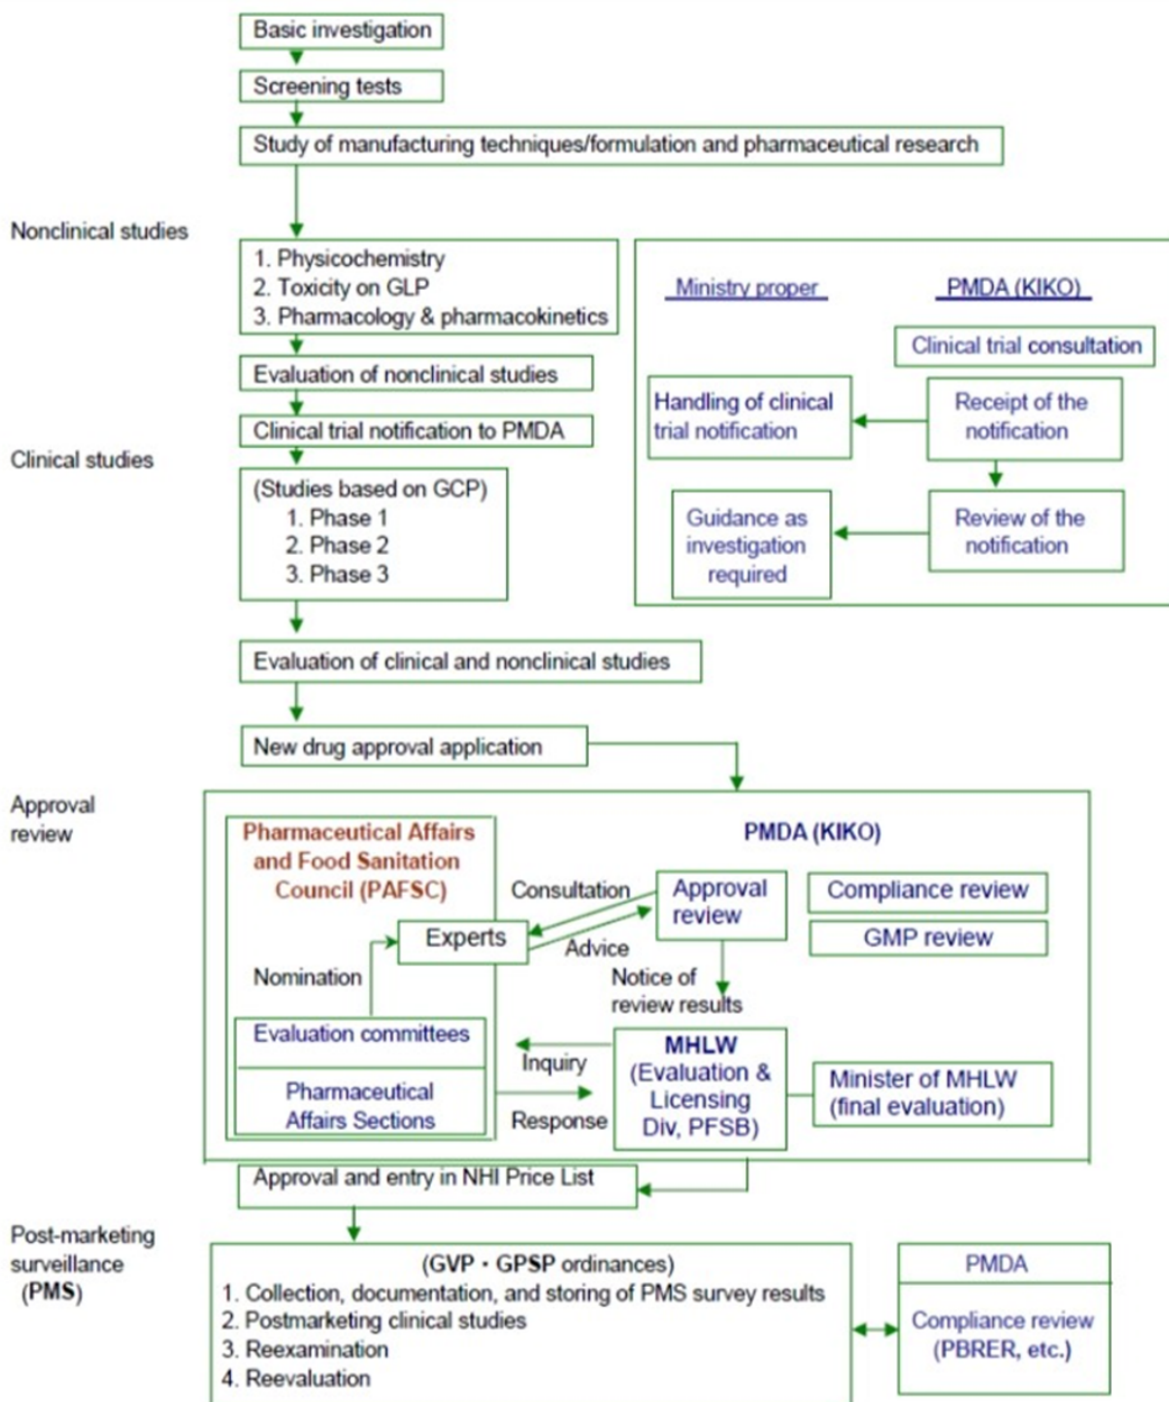 Basic investigation
Screening tests
Study of manufacturing techniques/formulation and pharmaceutical research
Nonclinical studies
1. Physicochemistry
2. Toxicity on GLP
3. Pharmacology & pharmacokinetics
Evaluation of nonclinical studies
Clinical trial notification to PMDA
Ministry proper
PMDA (KIKO)
Clinical trial consultation
Handling of clinical
trial notification
Receipt of the
notification
Guidance as
investigation
required
Review of the
notification
Clinical studies
(Studies based on GCP)
1. Phase 1
2. Phase 2
3. Phase 3
Evaluation of clinical and nonclinical studies
New drug approval application
Approval
review
Pharmaceutical Affairs
and Food Sanitation
Council (PAFSC)
PMDA (KIKO)
Consultation
Approval
review
Compliance review
GMP review
Experts
Advice
Nomination
Notice of
review results
Evaluation committees
Pharmaceutical
Affairs Sections
Inquiry
Response
MHLW
(Evaluation &
Licensing
Div, PFSB)
Minister of MHLW
(final evaluation)
Approval and entry in NHI Price List
Post-marketing
surveillance
(PMS)
(GVP・GPSP ordinances)
1. Collection, documentation, and storing of PMS survey results
2. Postmarketing clinical studies
3. Reexamination
4. Reevaluation
PMDA
Compliance review
(PBRER, etc.)